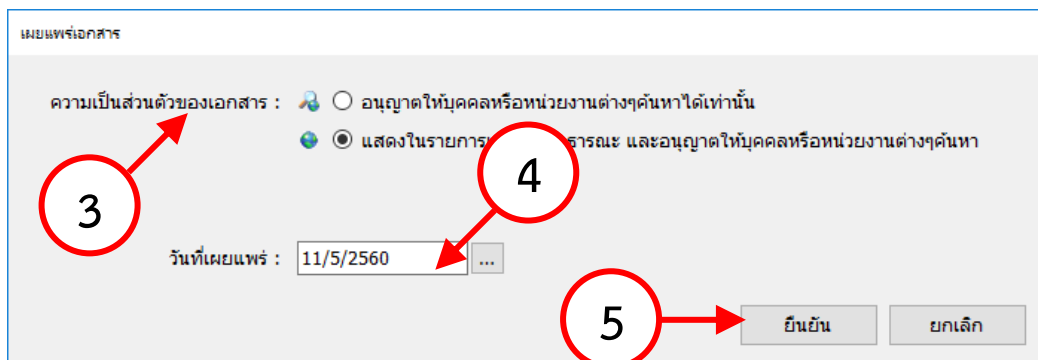 เผยแพร่เอกสาร
ความเป็นส่วนตัวของเอกสาร : อนุญาตให้บุคคลหรือหน่วยงานต่างๆค้นหาได้เท่านั้น
แสดงในรายการ ธารณะ และอนุญาตให้บุคคลหรือหน่วยงานต่างๆค้นหา
3
4
วันที่เผยแพร่ : 11/5/2560 ...
5
ยืนยัน ยกเลิก